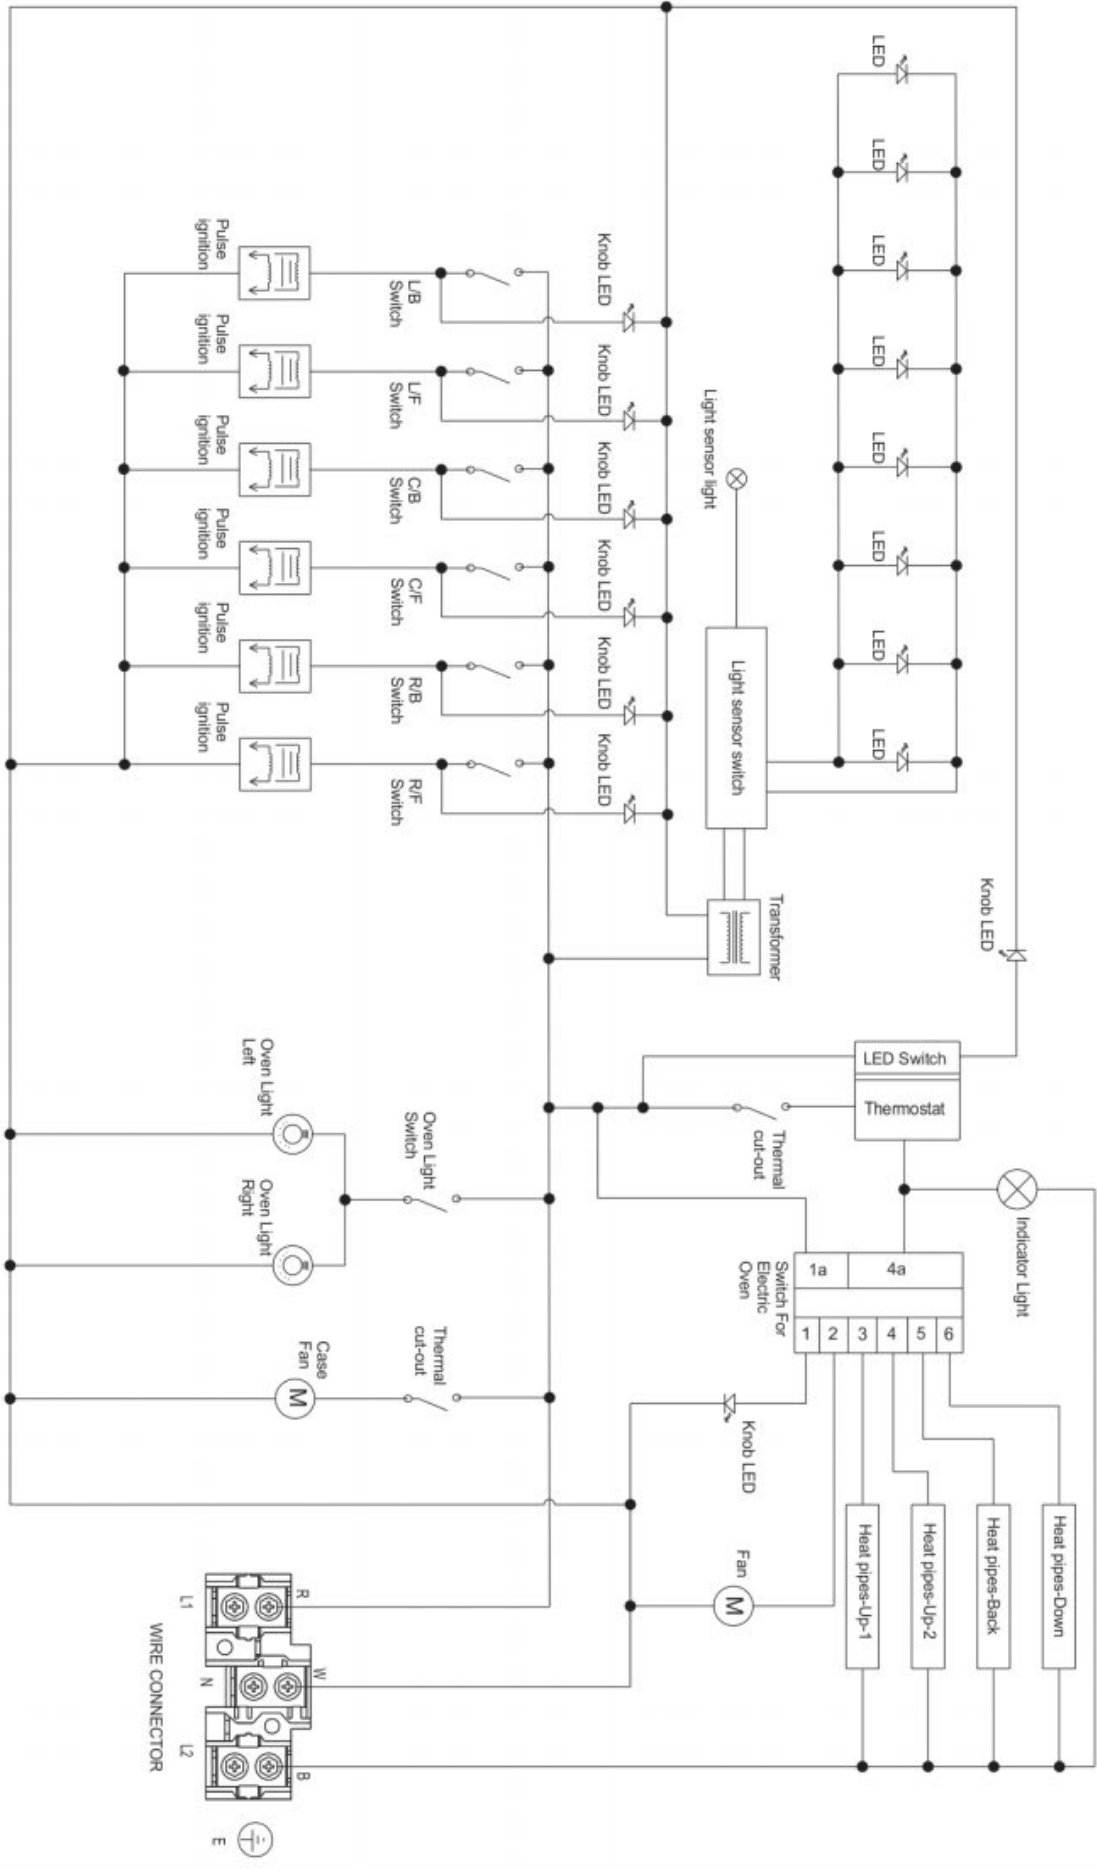 LED
LED
LED
LED
LED
LED
LED
LED
Knob LED
Knob LED
Knob LED
Knob LED
Knob LED
Knob LED
Light sensor light
Light sensor switch
Transformer
Pulse
ignition
Pulse
ignition
Pulse
ignition
Pulse
ignition
Pulse
ignition
Pulse
ignition
L/B
Switch
L/F
Switch
C/B
Switch
C/F
Switch
R/B
Switch
R/F
Switch
Knob LED
LED Switch
Thermostat
Thermal
cut-out
Indicator Light
Oven Light
Left
Oven Light
Switch
Oven Light
Right
1a
4a
Switch For
Electric
Oven
1
2
3
4
5
6
Case
Fan
M
Thermal
cut-out
Knob LED
Fan
M
Heat pipes-Up-1
Heat pipes-Up-2
Heat pipes-Back
Heat pipes-Down
R
W
B
L1
N
L2
WIRE CONNECTOR
E